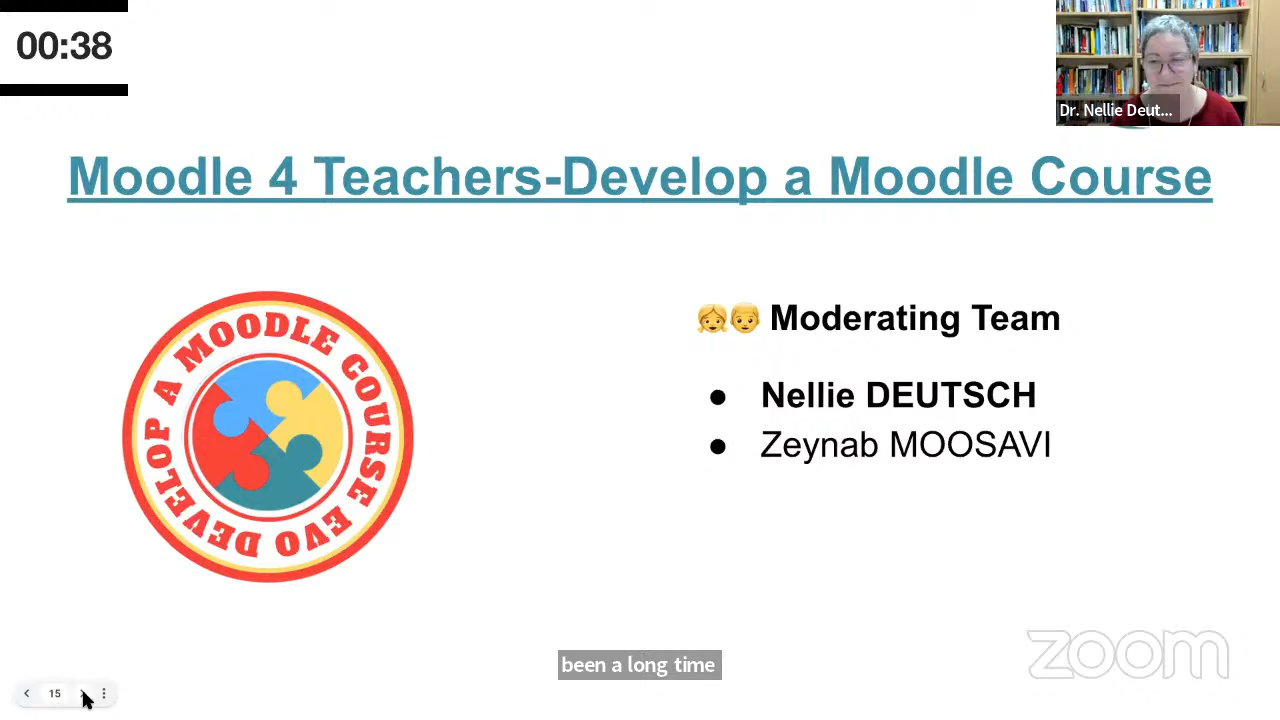 00:38
Dr. Nellie Deut...
Moodle 4 Teachers-Develop a Moodle Course
DEVELOP A MOODLE COURSE EVO
👧👨 Moderating Team
● Nellie DEUTSCH
● Zeynab MOOSAVI
been a long time
zoom
15